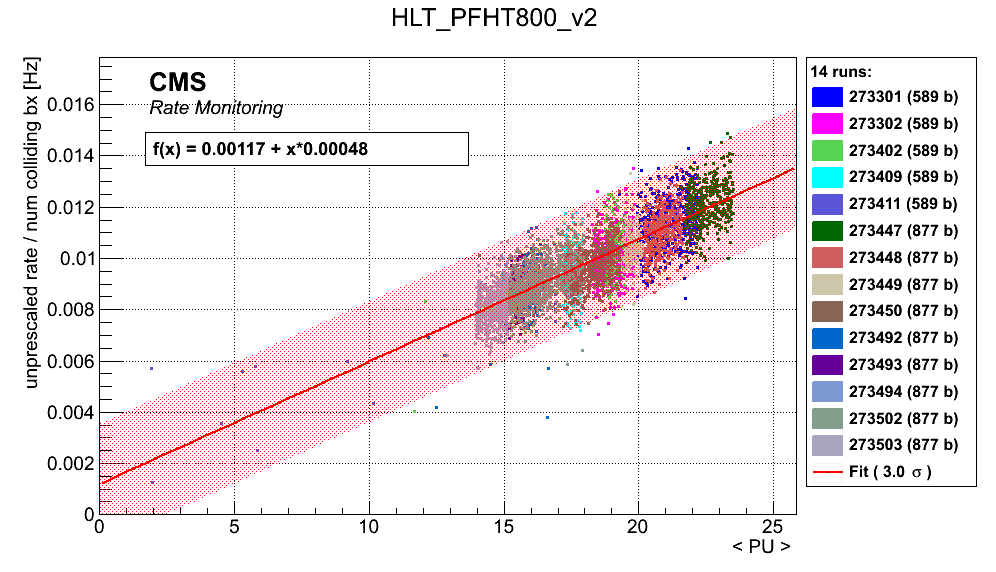 HLT_PFHT800_v2
unprescaled rate / num colliding bx [Hz]
CMS
Rate Monitoring
f(x) = 0.00117 + x*0.00048
0.016
0.014
0.012
0.01
0.008
0.006
0.004
0.002
0
0 5 10 15 20 25
< PU >
14 runs:
273301 (589 b)
273302 (589 b)
273402 (589 b)
273409 (589 b)
273411 (589 b)
273447 (877 b)
273448 (877 b)
273449 (877 b)
273450 (877 b)
273492 (877 b)
273493 (877 b)
273494 (877 b)
273502 (877 b)
273503 (877 b)
Fit ( 3.0 σ )